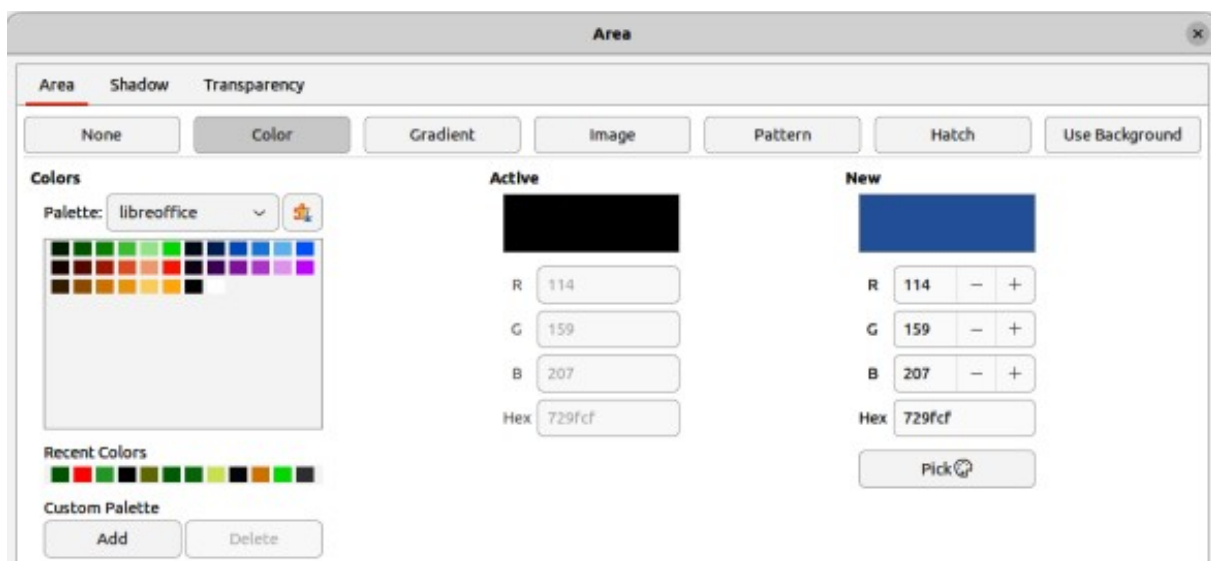 Area
Area Shadow Transparency
None Color Gradient Image Pattern Hatch Use Background
Colors Active New
Palette: libreoffice
R 114 R 114 − +
G 159 G 159 − +
B 207 B 207 − +
Hex 729fcf Hex 729fcf
Recent Colors
Pick
Custom Palette
Add Delete